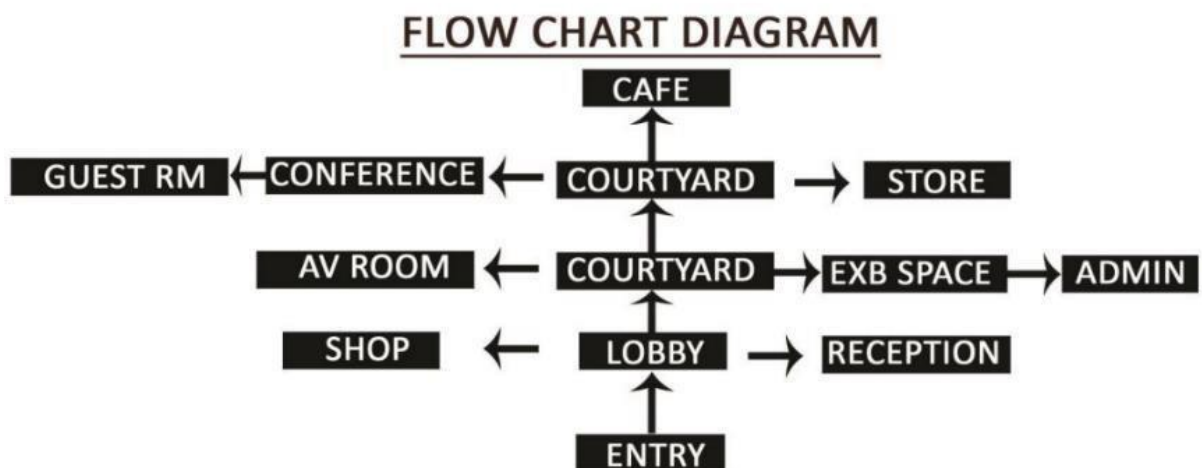 FLOW CHART DIAGRAM
CAFE
GUEST RM CONFERENCE COURTYARD STORE
AV ROOM COURTYARD EXB SPACE ADMIN
SHOP LOBBY RECEPTION
ENTRY